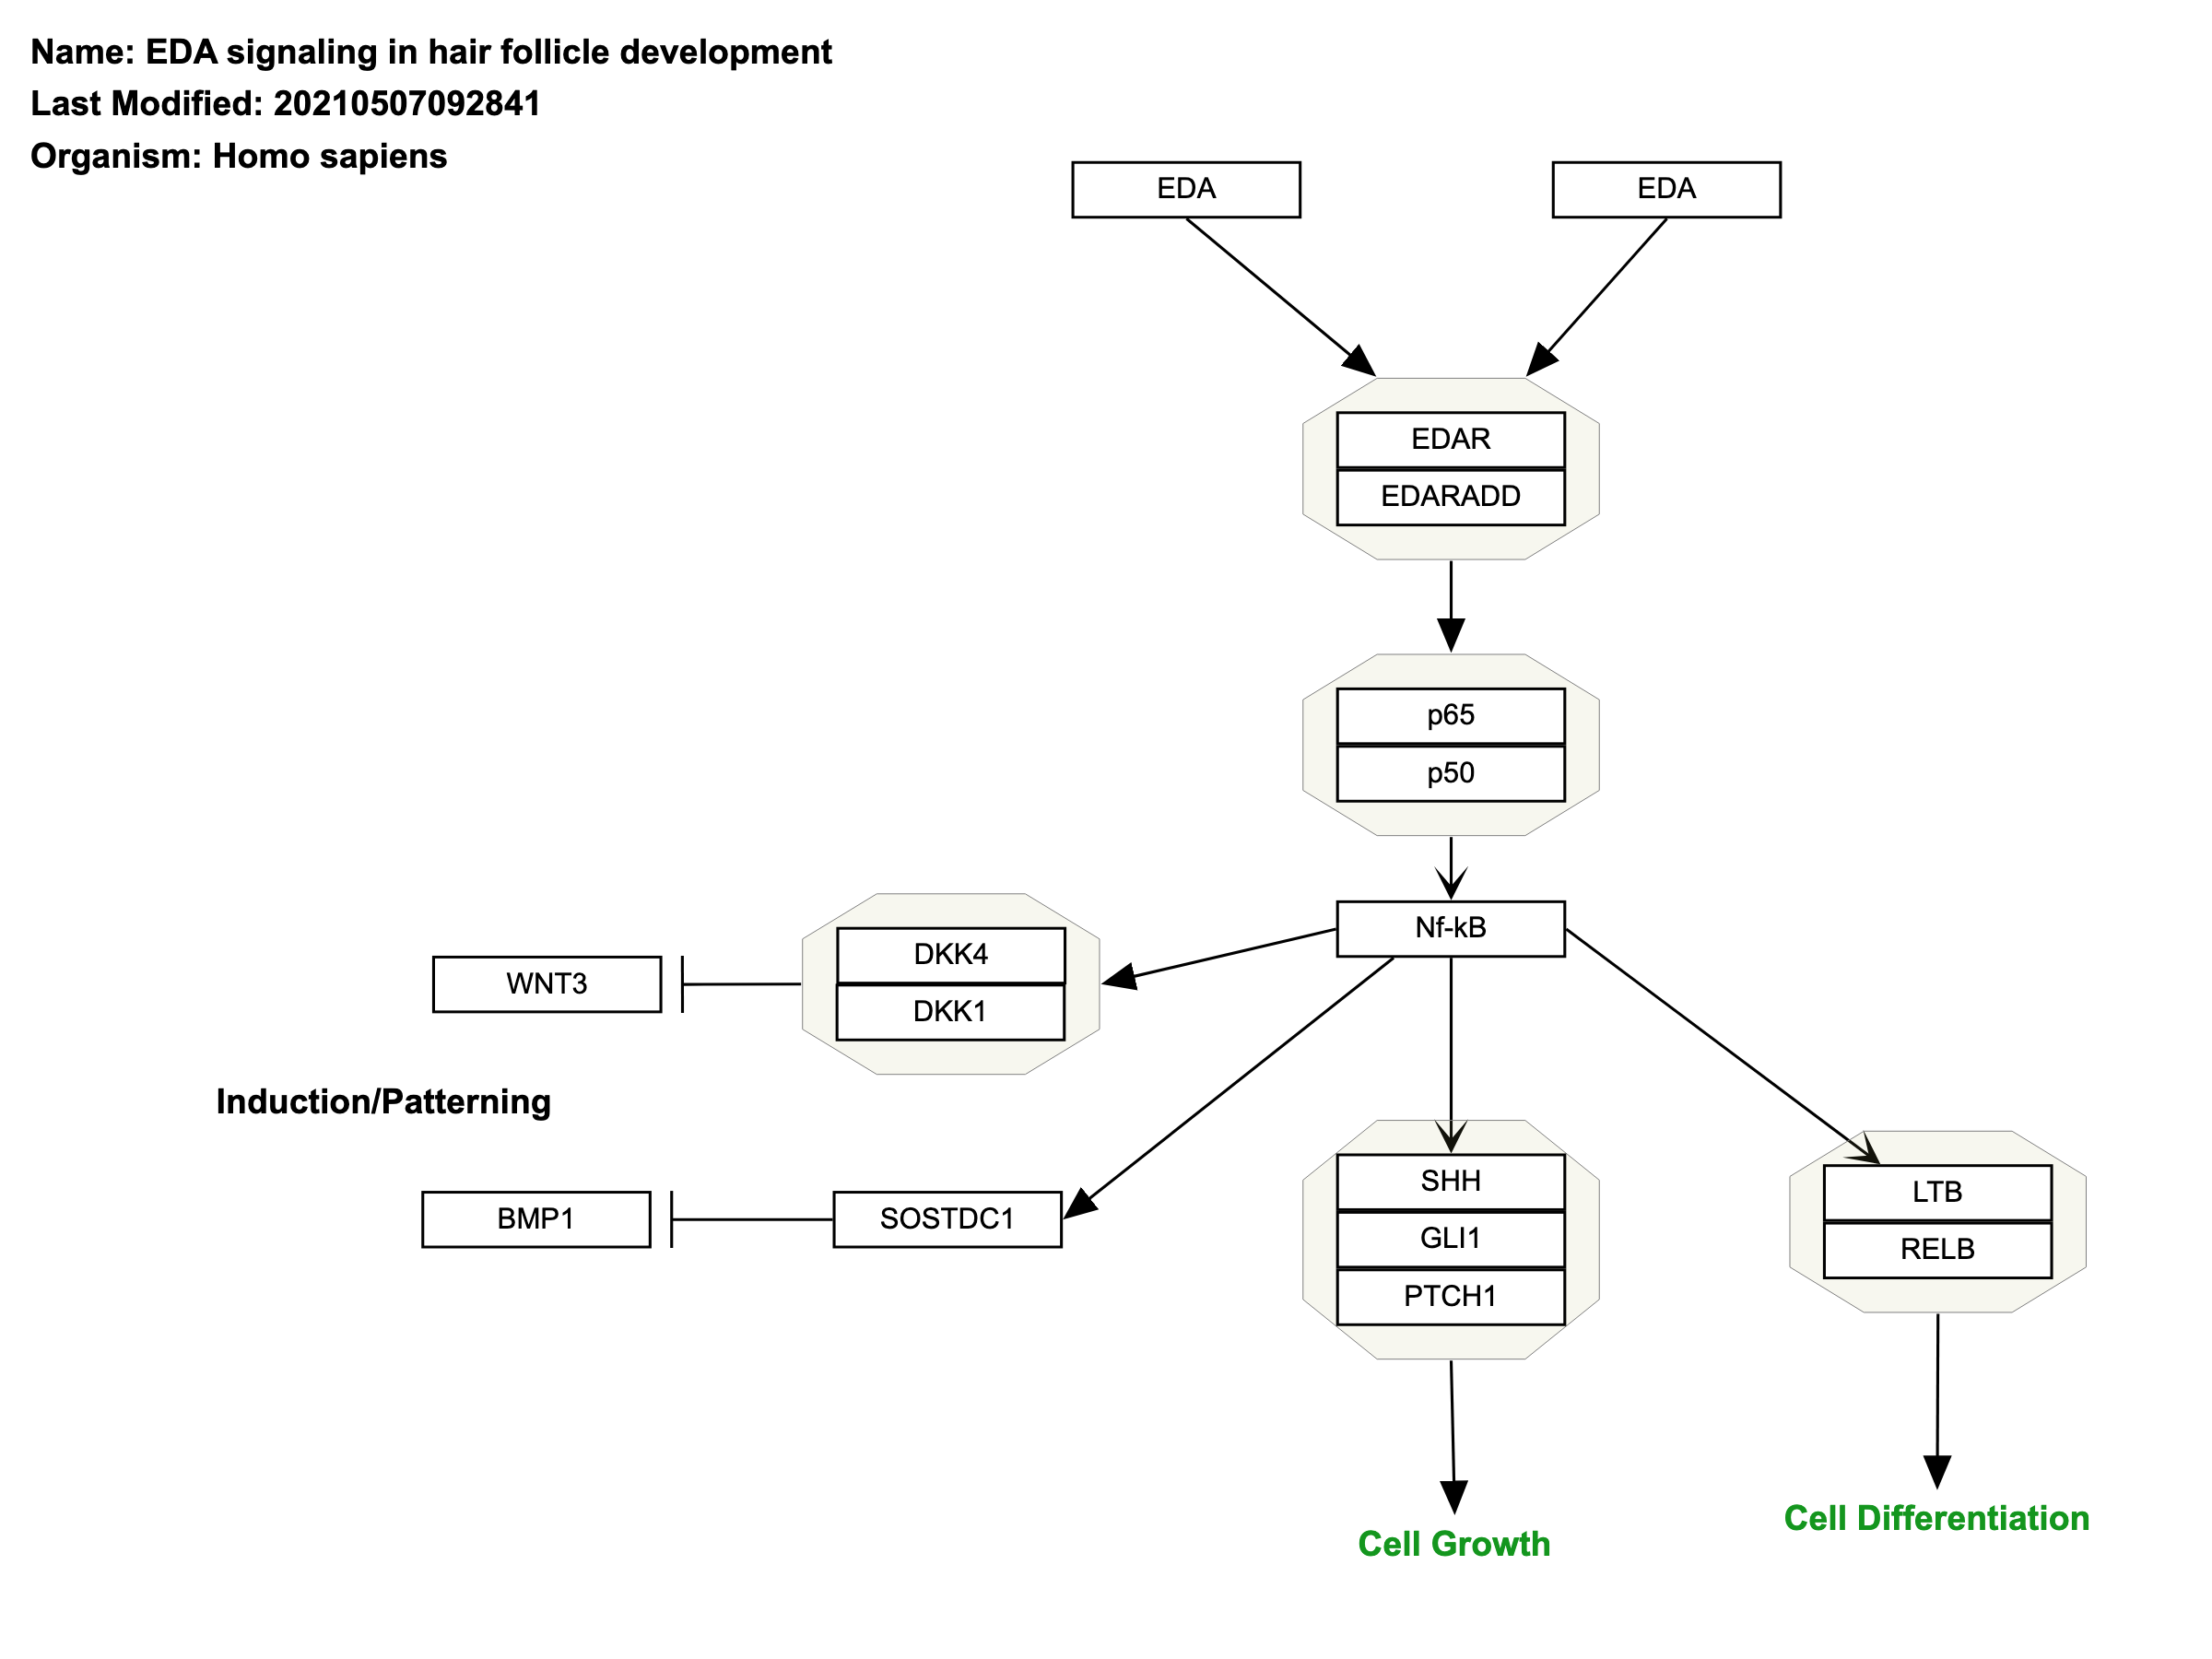 Name: EDA signaling in hair follicle development
Last Modified: 20210507092841
Organism: Homo sapiens
EDA
EDA
EDAR
EDARADD
p65
p50
Nf-kB
DKK4
DKK1
WNT3
Induction/Patterning
BMP1
SOSTDC1
SHH
GLI1
PTCH1
LTB
RELB
Cell Growth
Cell Differentiation